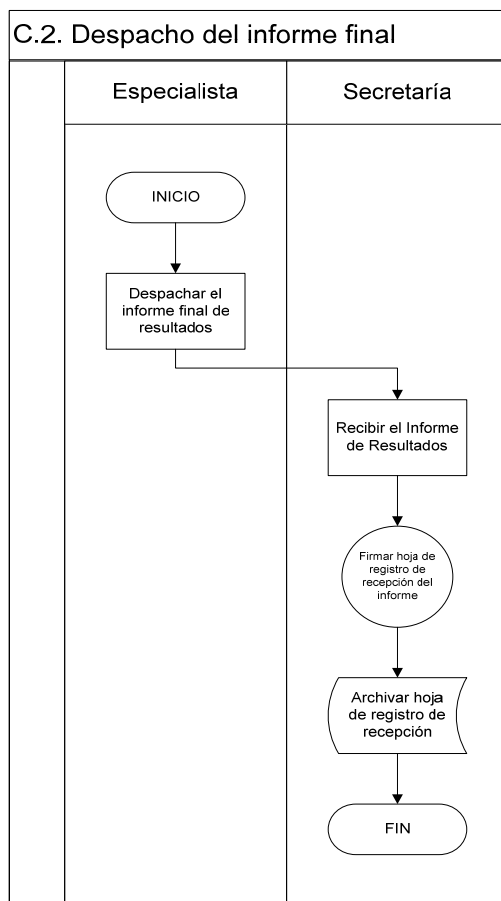 C.2. Despacho del informe final
Especialista
Secretaría
INICIO
Despachar el
informe final de
resultados
Recibir el Informe
de Resultados
Firmar hoja de
registro de
recepción del
informe
Archivar hoja
de registro de
recepción
FIN